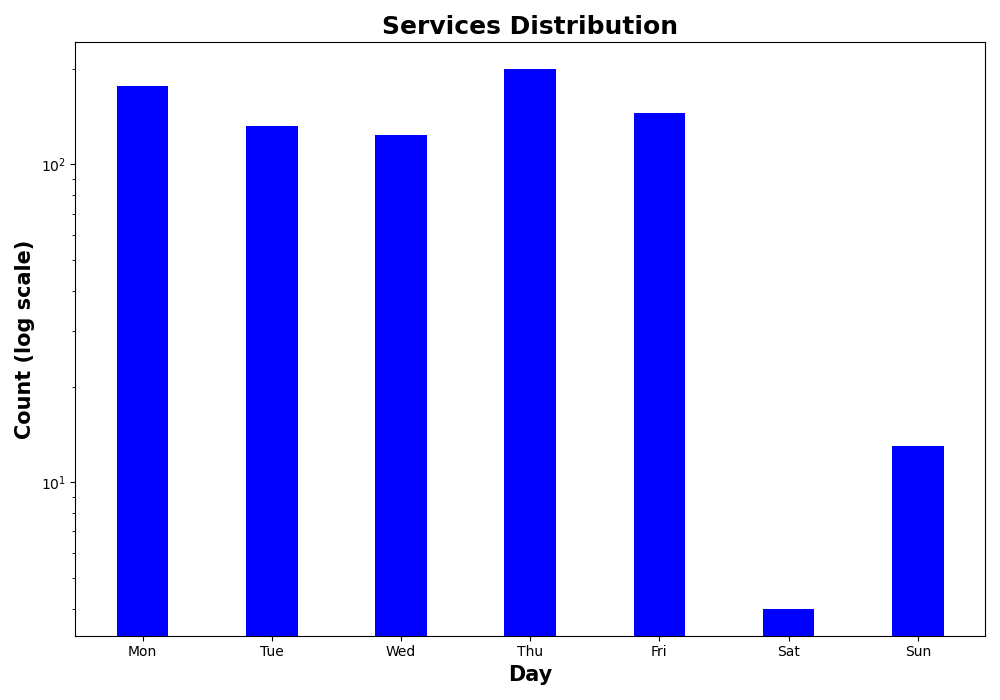 Services Distribution
Count (log scale)
10²
10¹
Mon Tue Wed Thu Fri Sat Sun
Day